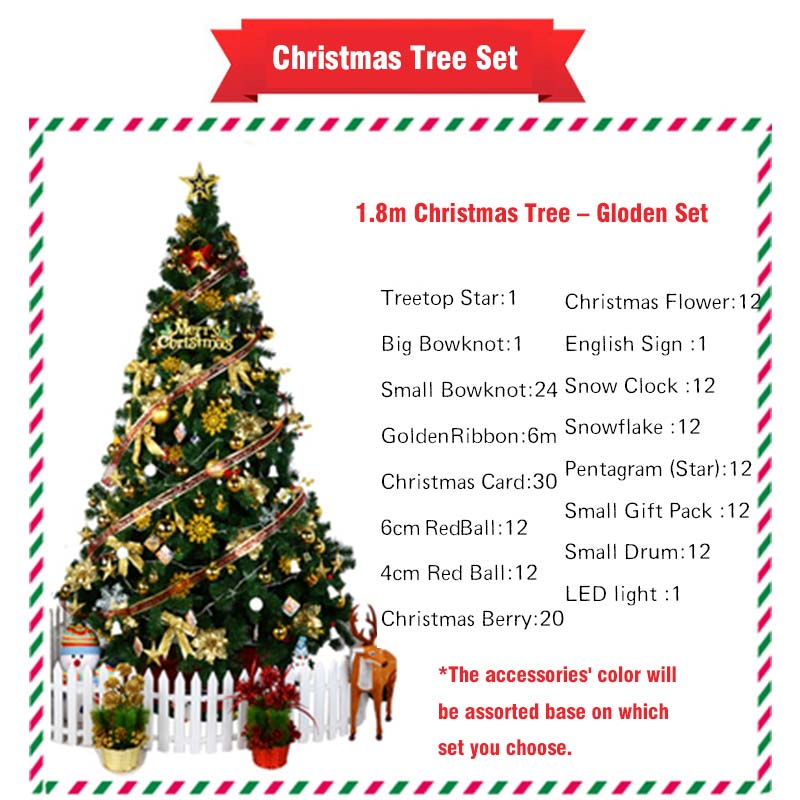 Christmas Tree Set
1.8m Christmas Tree – Gloden Set
Merry
Christmas
Treetop Star:1
Big Bowknot:1
Small Bowknot:24
GoldenRibbon:6m
Christmas Card:30
6cm RedBall:12
4cm Red Ball:12
Christmas Berry:20
Christmas Flower:12
English Sign :1
Snow Clock :12
Snowflake :12
Pentagram (Star):12
Small Gift Pack :12
Small Drum:12
LED light :1
*The accessories' color will
be assorted base on which
set you choose.